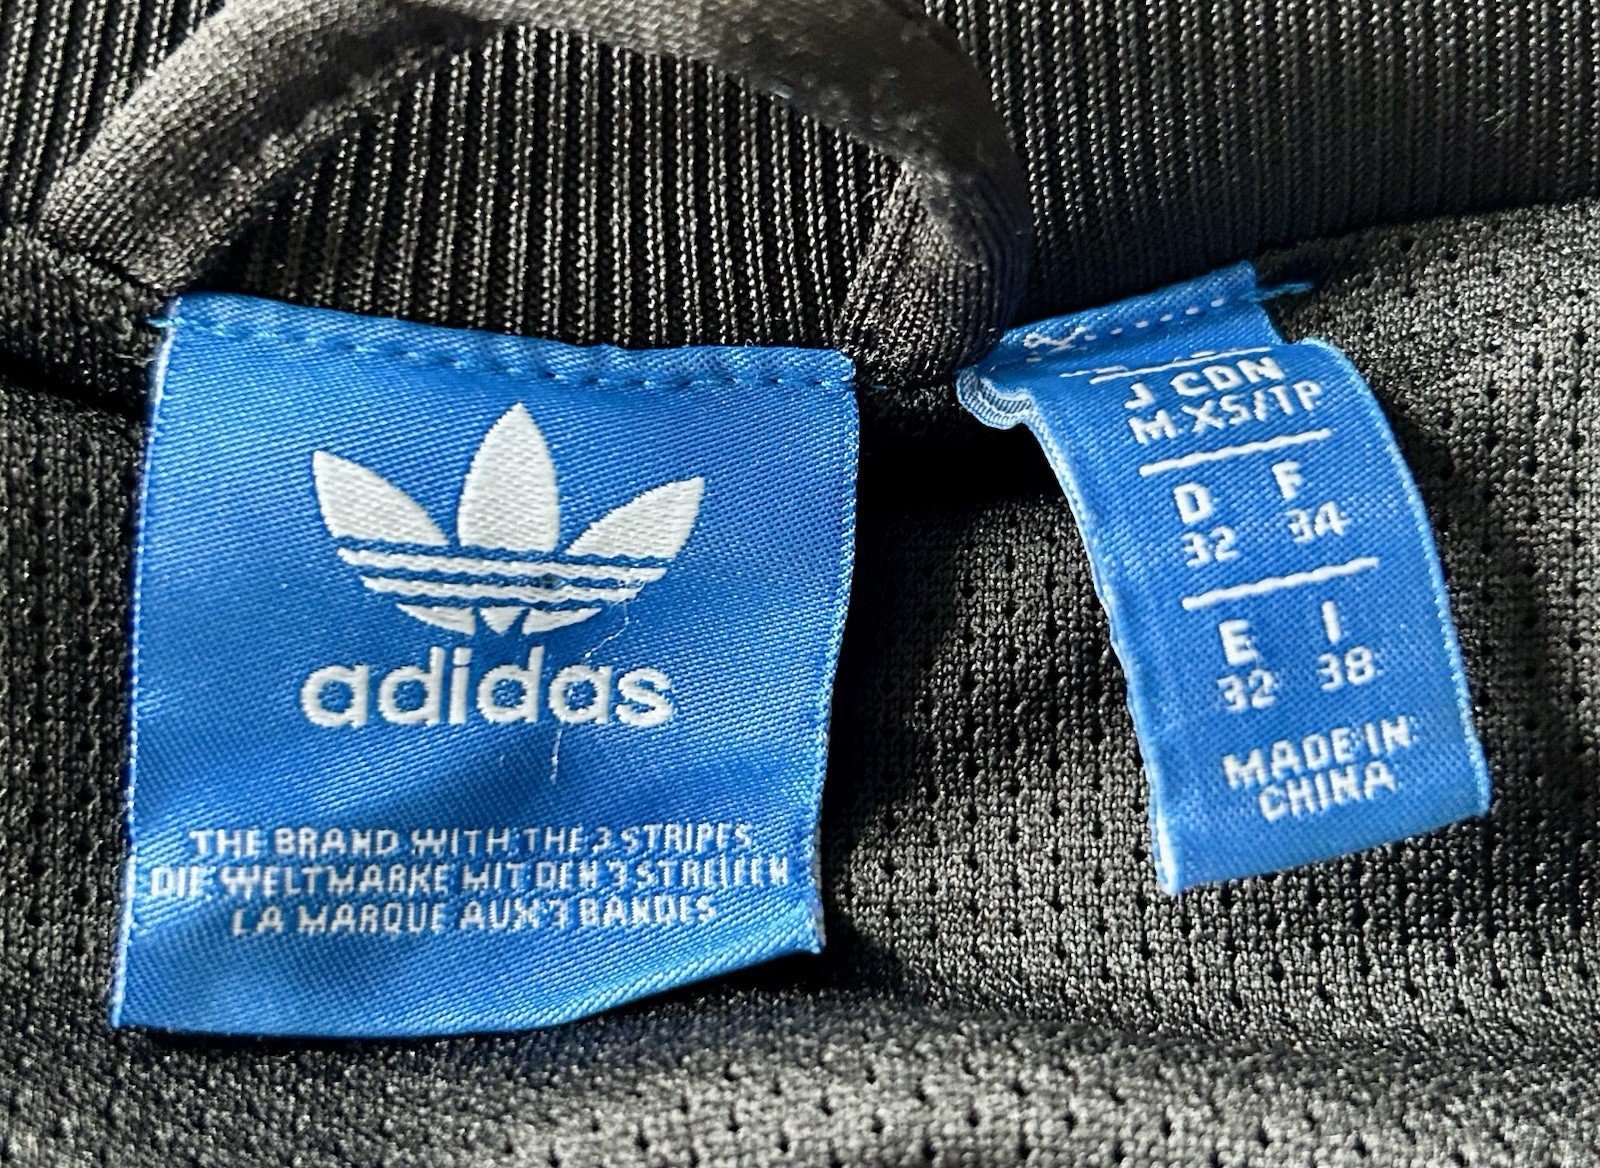 adidas
THE BRAND WITH THE 3 STRIPES
DIE WELTMARKE MIT DEN 3 STREIFEN
LA MARQUE AUX 3 BANDES
J CDN
M XS/TP
D F
32 34
E I
32 38
MADE IN
CHINA